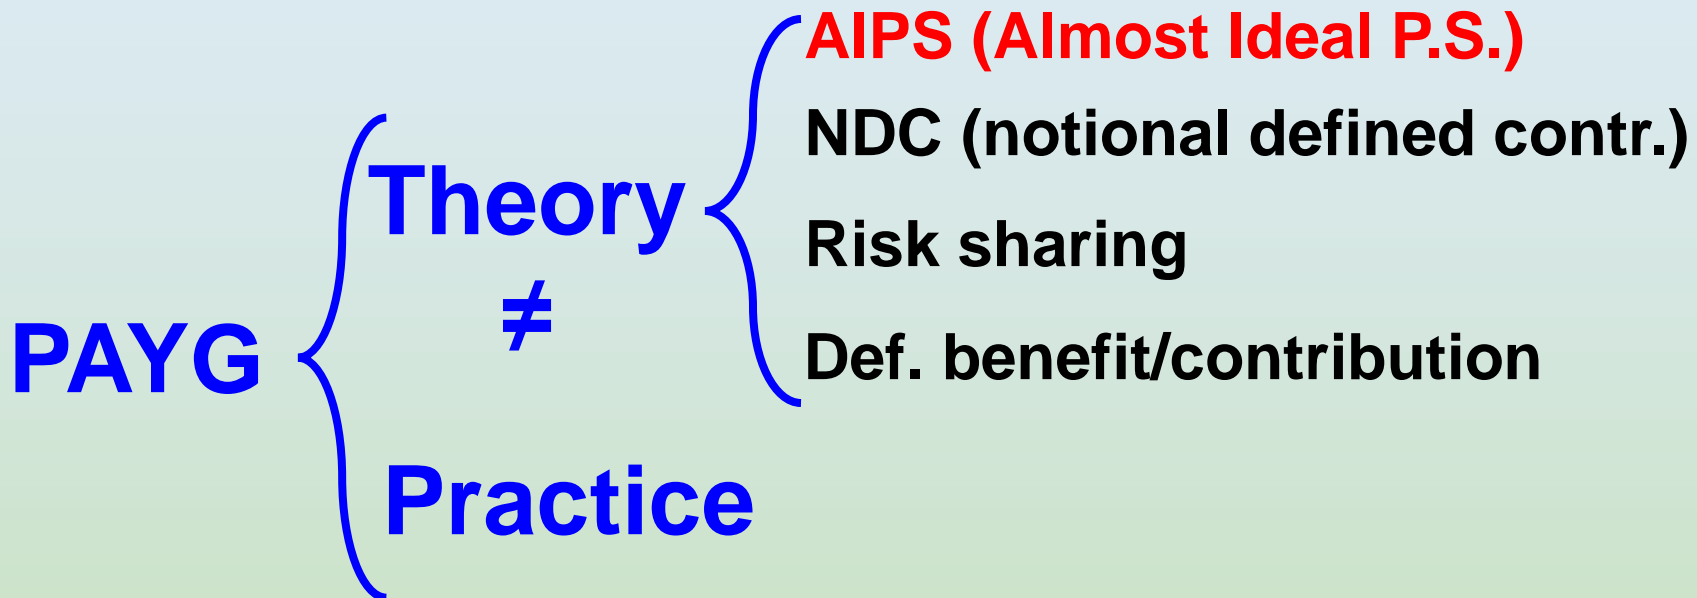 PAYG
Theory
≠
Practice
AIPS (Almost Ideal P.S.)
NDC (notional defined contr.)
Risk sharing
Def. benefit/contribution